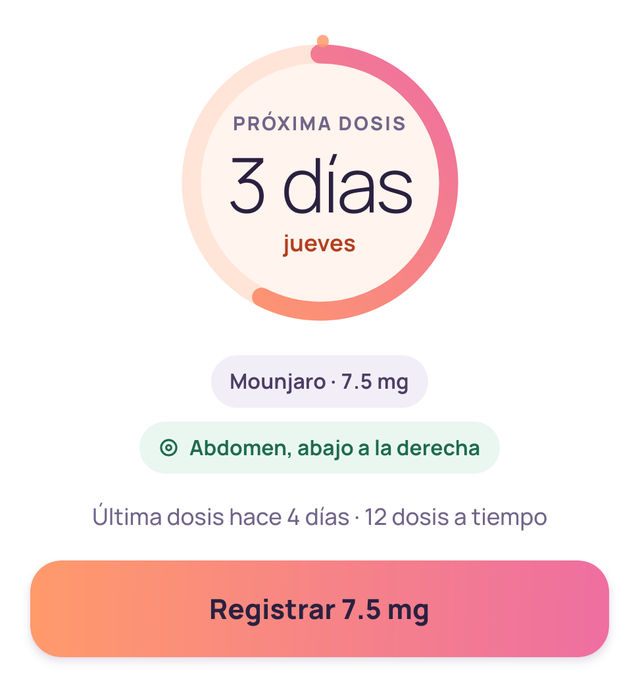 PRÓXIMA DOSIS
3 días
jueves
Mounjaro · 7.5 mg
Abdomen, abajo a la derecha
Última dosis hace 4 días · 12 dosis a tiempo
Registrar 7.5 mg